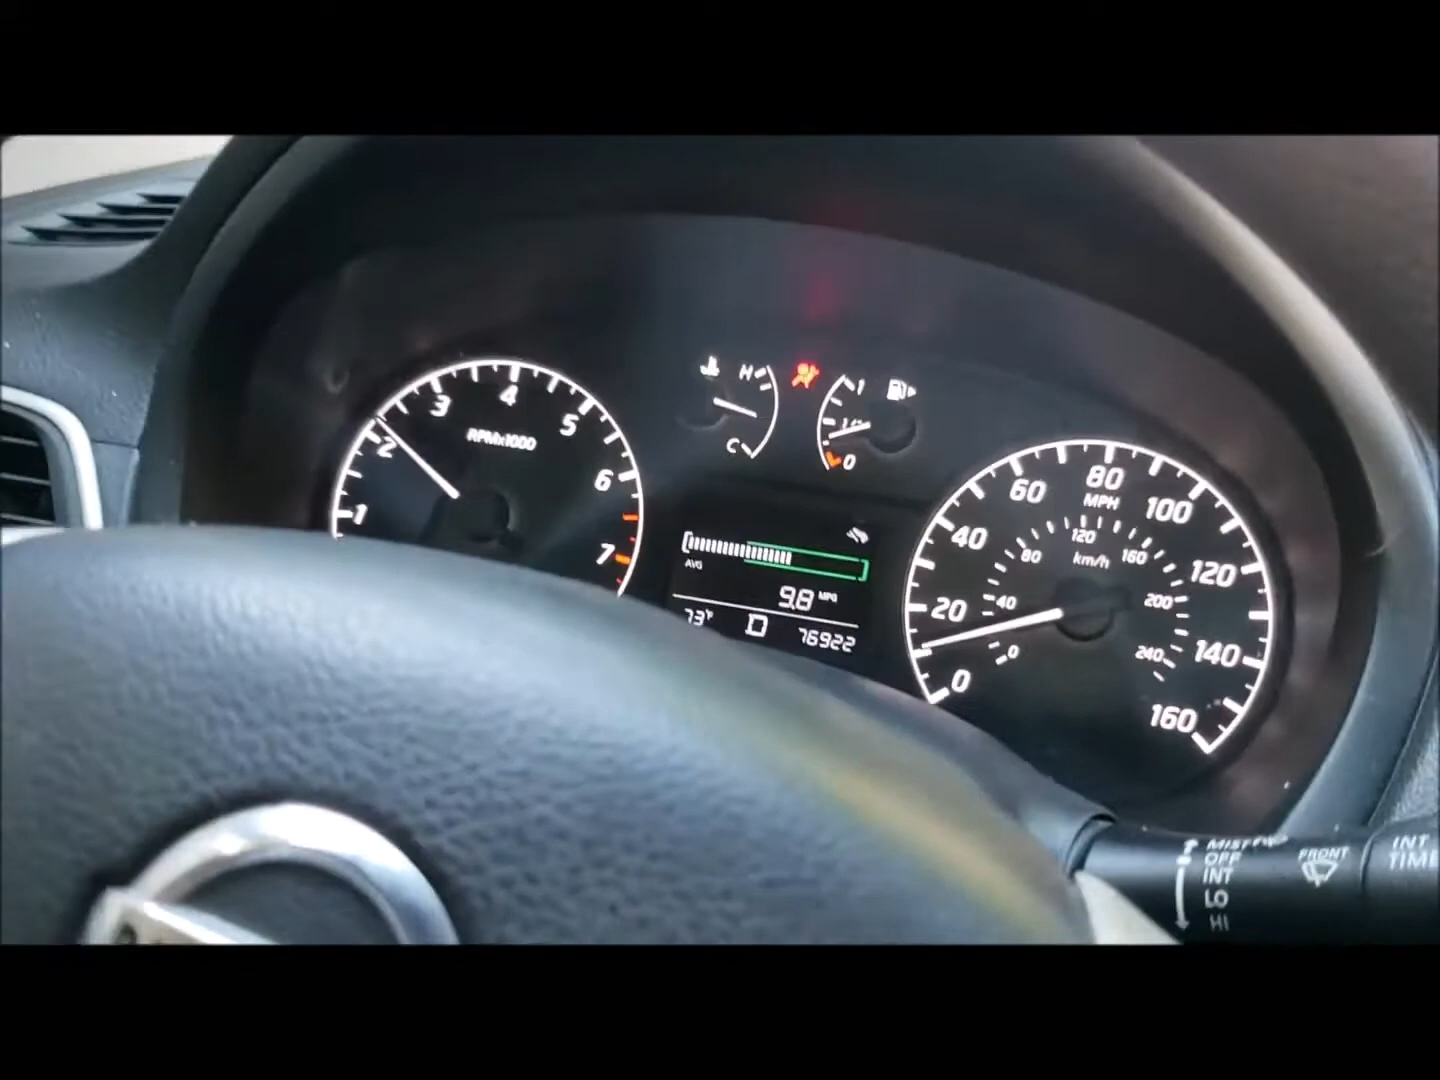 1
2
3
4
5
6
7
RPMx1000
H
C
1
1/2
0
AVG
9.8 MPG
73°F D 76922
0
20
40
60
80
100
120
140
160
MPH
0
40
80
120
160
200
240
km/h
MIST
OFF
INT
LO
HI
FRONT
INT